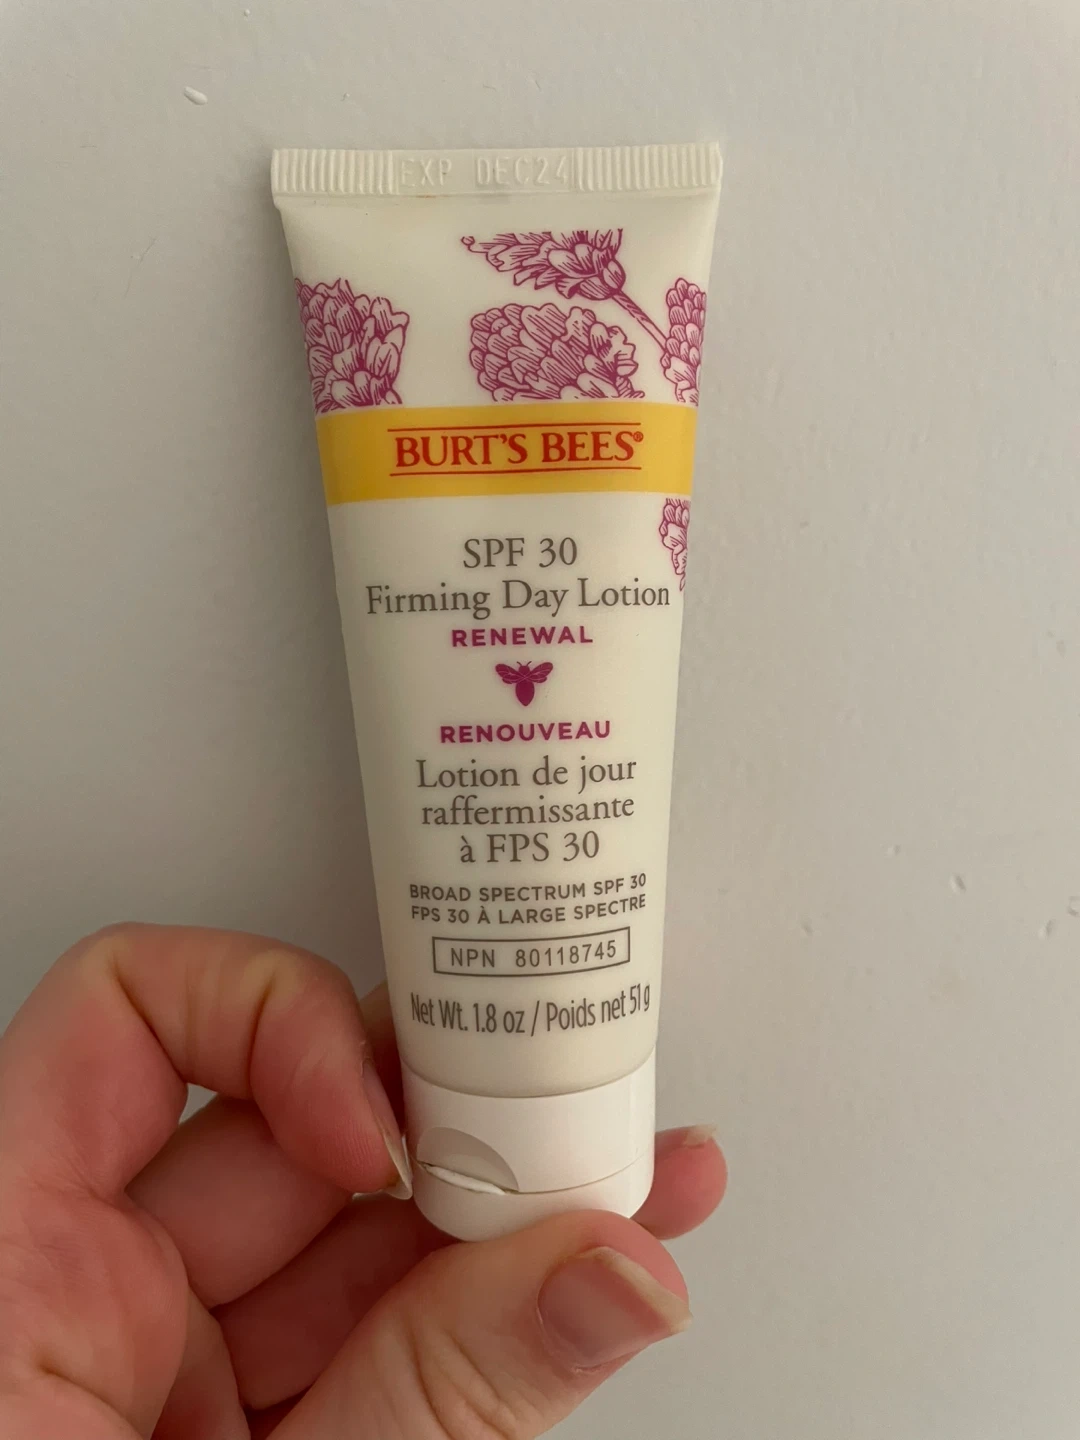 EXP DEC24
BURT'S BEES®
SPF 30
Firming Day Lotion
RENEWAL
RENOUVEAU
Lotion de jour
raffermissante
à FPS 30
BROAD SPECTRUM SPF 30
FPS 30 À LARGE SPECTRE
NPN 80118745
Net Wt. 1.8 oz / Poids net 51 g